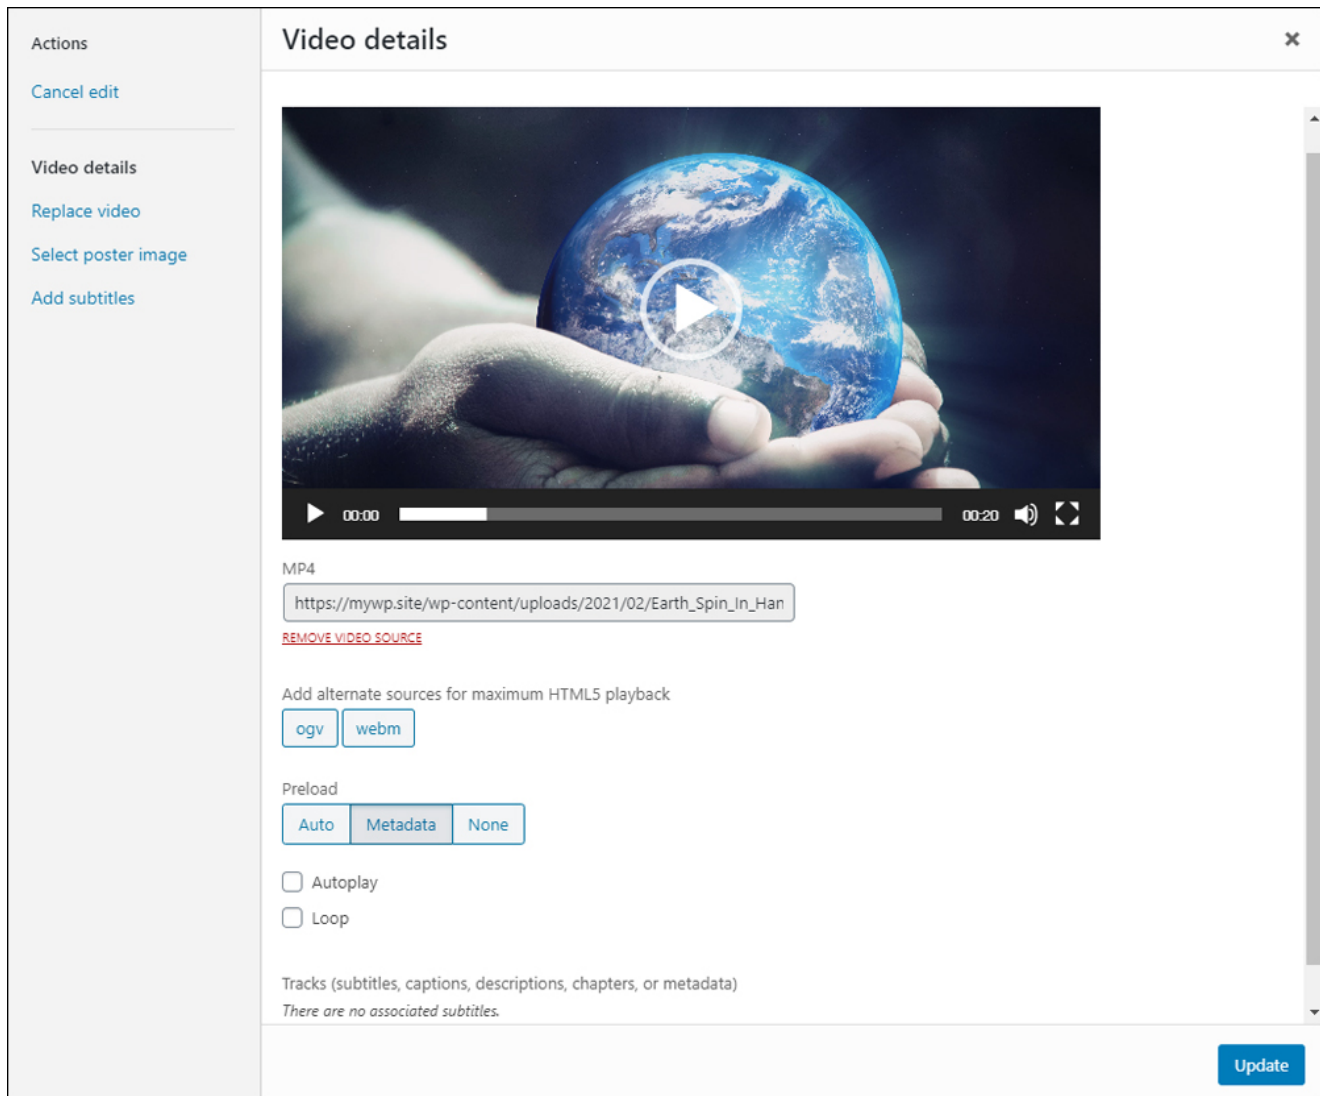 Actions
Cancel edit
Video details
Replace video
Select poster image
Add subtitles
Video details
00:00 00:20
MP4
https://mywp.site/wp-content/uploads/2021/02/Earth_Spin_In_Han
REMOVE VIDEO SOURCE
Add alternate sources for maximum HTML5 playback
ogv webm
Preload
Auto Metadata None
Autoplay
Loop
Tracks (subtitles, captions, descriptions, chapters, or metadata)
There are no associated subtitles.
Update